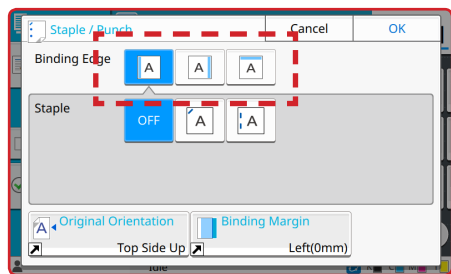 Staple / Punch
Cancel
OK
Binding Edge
A
A
A
Staple
OFF
A
A
A
Original Orientation
Top Side Up
Binding Margin
Left(0mm)
Idle